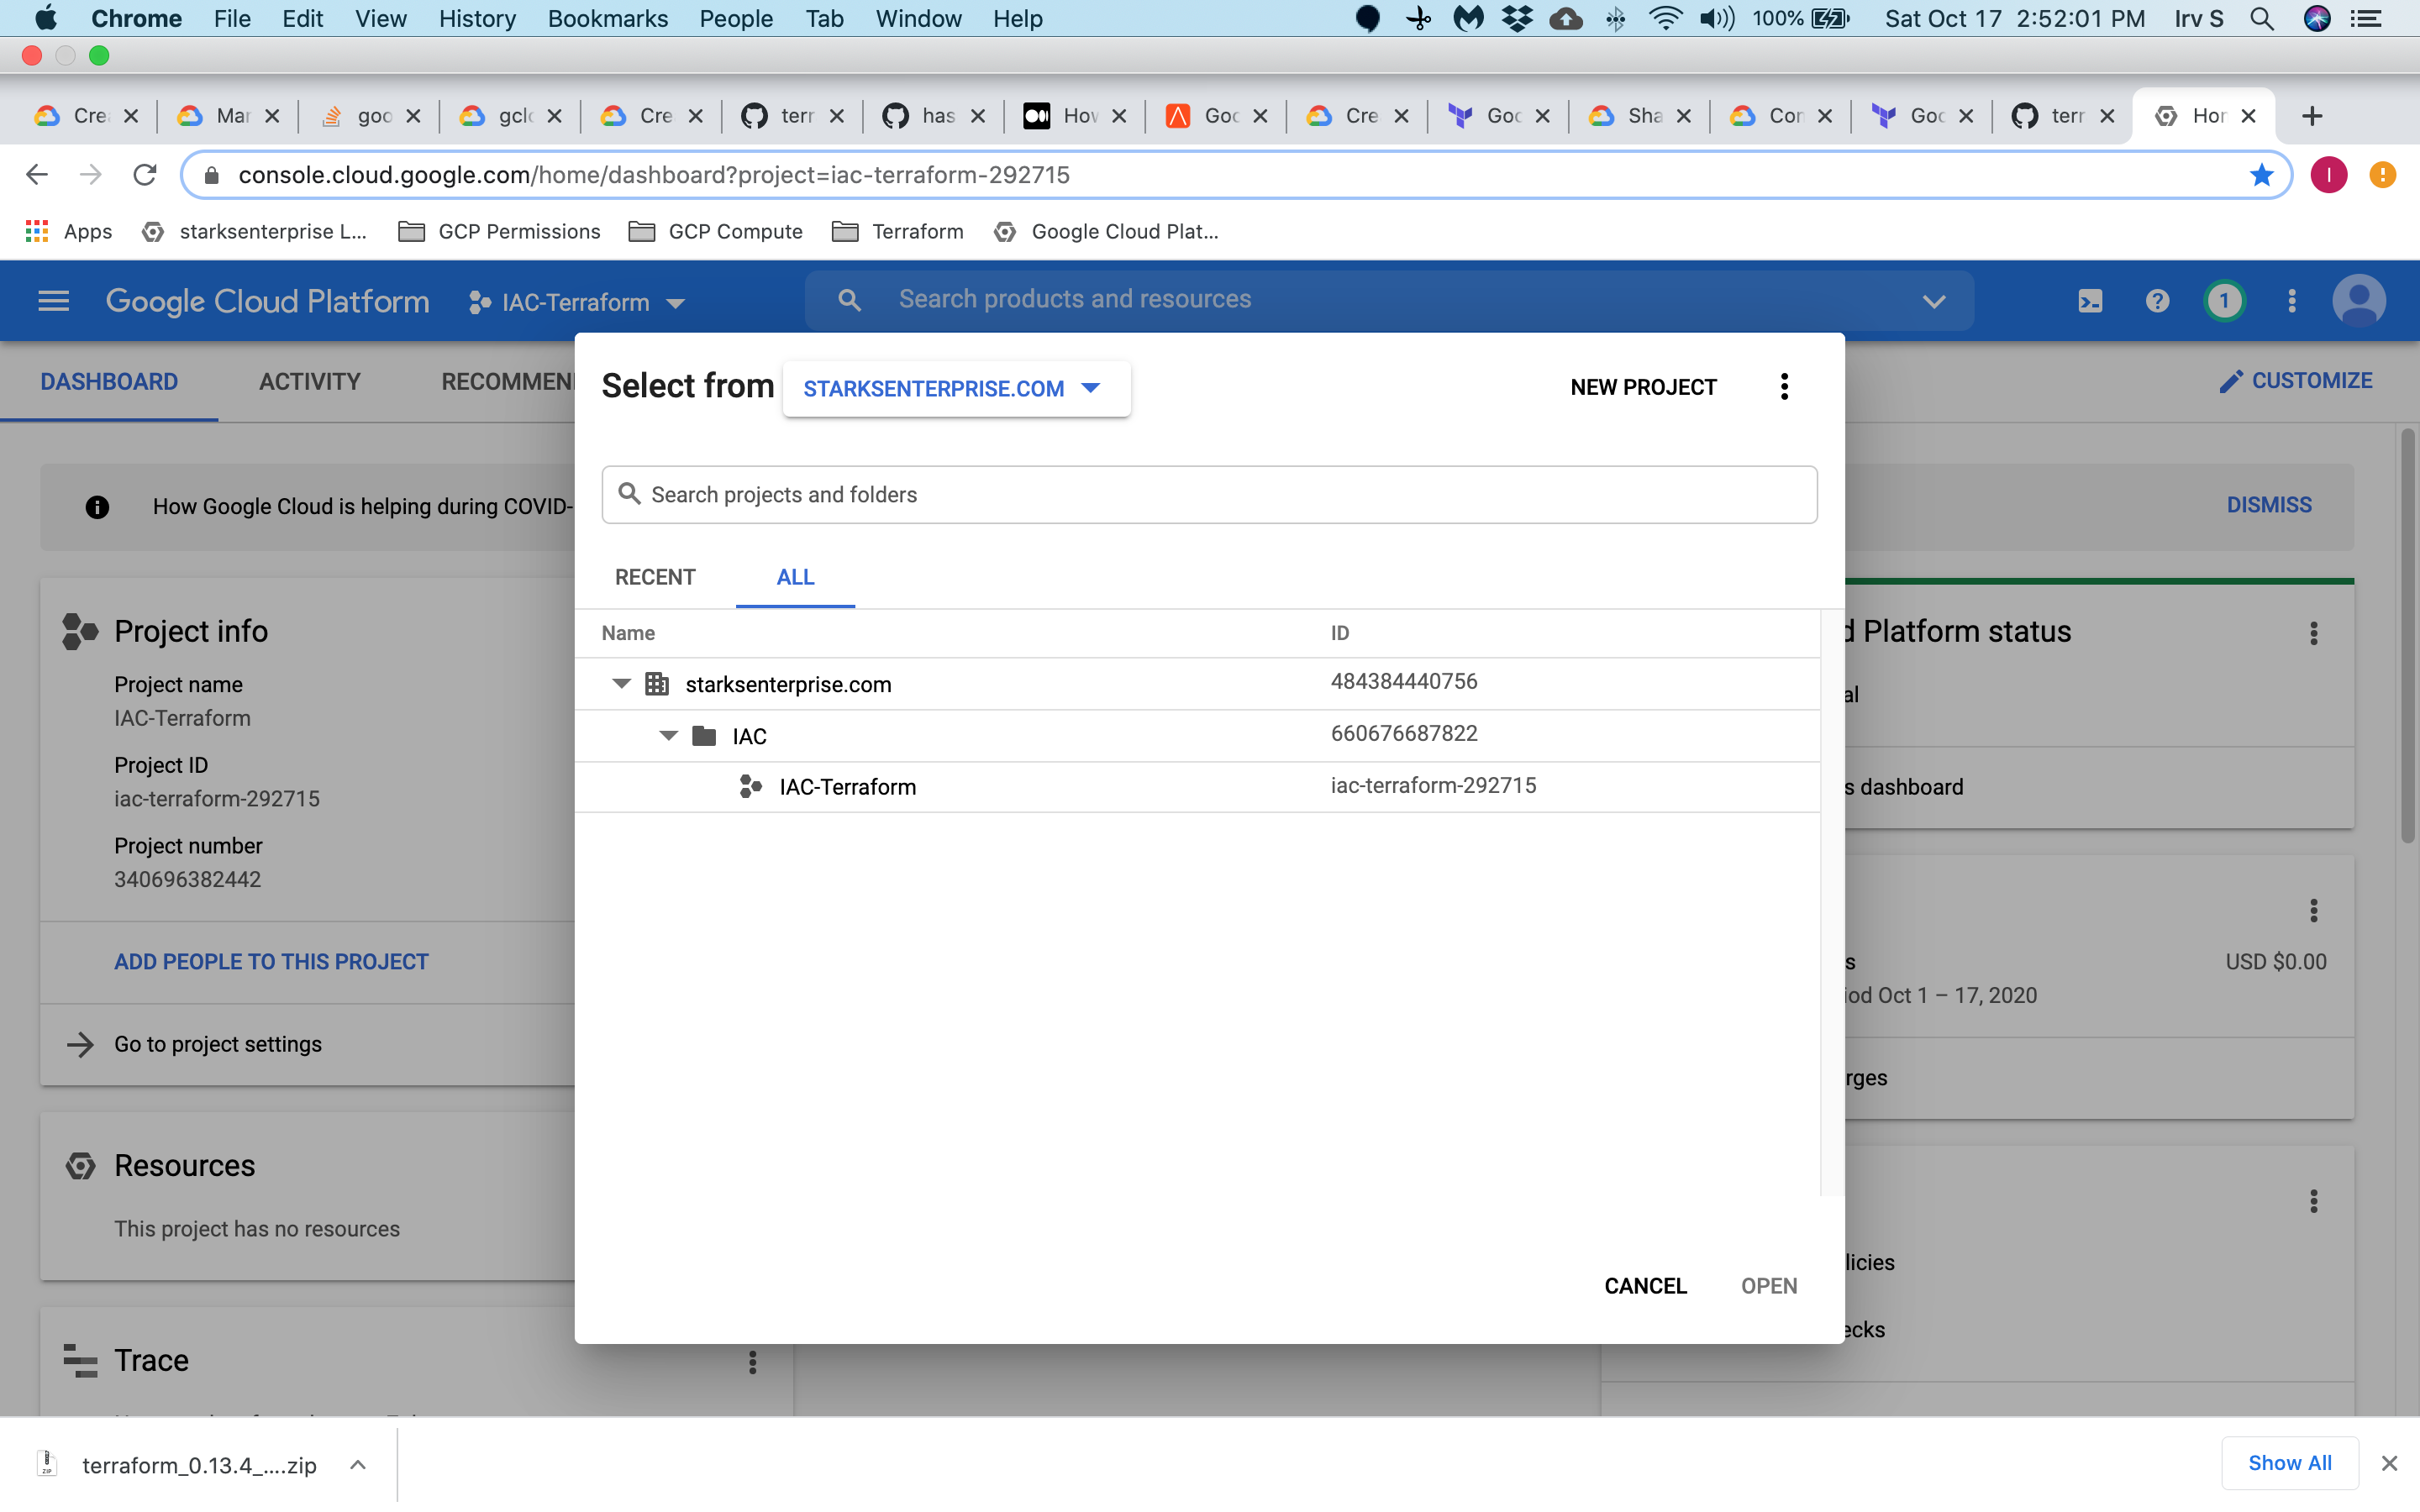 Chrome File Edit View History Bookmarks People Tab Window Help 100% Sat Oct 17 2:52:01 PM Irv S
Cre Mar goo gclo Cre terr has How Goo Cre Goo Sha Con Goo terr Hor
console.cloud.google.com/home/dashboard?project=iac-terraform-292715 I
Apps starksenterprise L... GCP Permissions GCP Compute Terraform Google Cloud Plat...
Google Cloud Platform IAC-Terraform Search products and resources 1
DASHBOARD ACTIVITY RECOMMEN CUSTOMIZE
Select from STARKSENTERPRISE.COM NEW PROJECT
How Google Cloud is helping during COVID- DISMISS
Search projects and folders
RECENT ALL
Name ID
starksenterprise.com 484384440756
IAC 660676687822
IAC-Terraform iac-terraform-292715
CANCEL OPEN
Project info
Project name
IAC-Terraform
Project ID
iac-terraform-292715
Project number
340696382442
ADD PEOPLE TO THIS PROJECT
Go to project settings
Resources
This project has no resources
Trace
d Platform status
al
s dashboard
s USD $0.00
iod Oct 1 – 17, 2020
rges
licies
ecks
terraform_0.13.4_....zip Show All